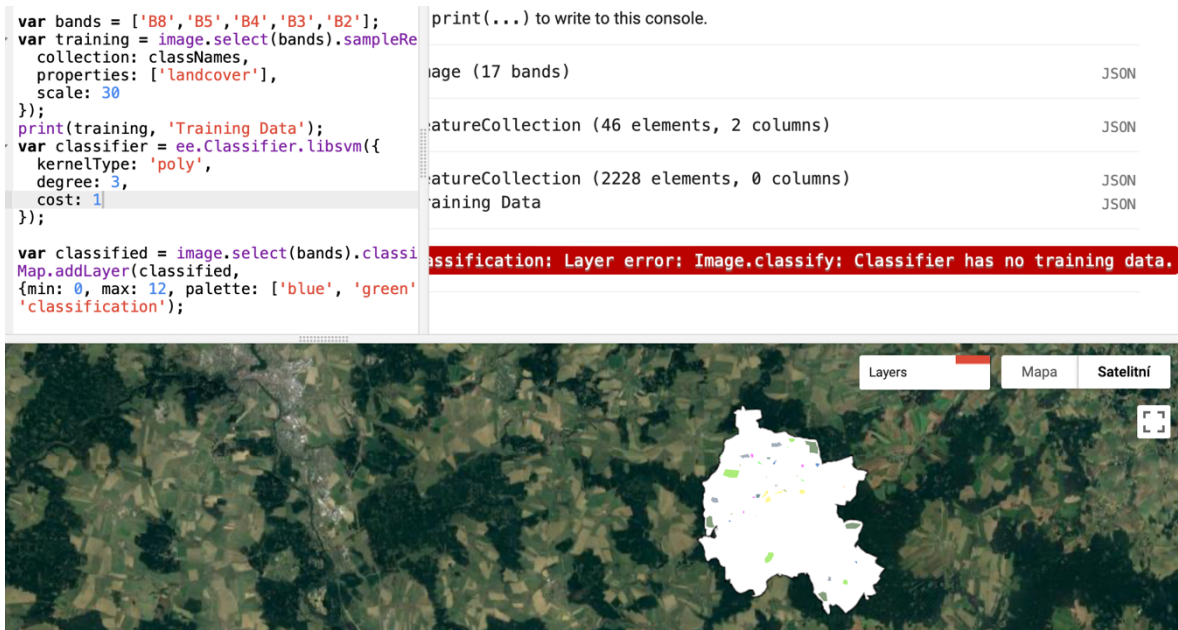 var bands = ['B8','B5','B4','B3','B2'];
var training = image.select(bands).sampleRe
collection: classNames,
properties: ['landcover'],
scale: 30
});
print(training, 'Training Data');
var classifier = ee.Classifier.libsvm({
kernelType: 'poly',
degree: 3,
cost: 1
});
var classified = image.select(bands).classi
Map.addLayer(classified,
{min: 0, max: 12, palette: ['blue', 'green'
'classification');
print(...) to write to this console.
age (17 bands)
JSON
eatureCollection (46 elements, 2 columns)
JSON
eatureCollection (2228 elements, 0 columns)
JSON
raining Data
JSON
assification: Layer error: Image.classify: Classifier has no training data.
Layers
Mapa
Satelitní